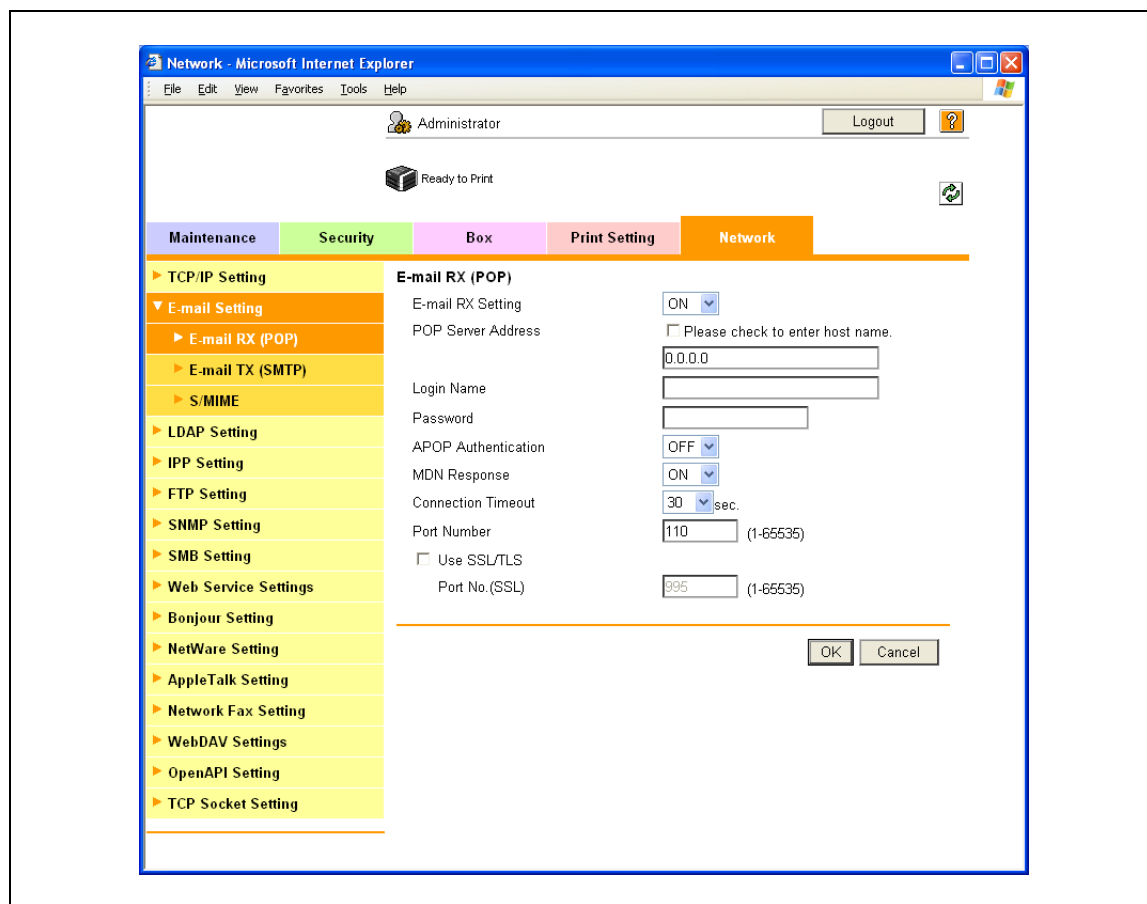 Network - Microsoft Internet Explorer
File Edit View Favorites Tools Help
Administrator Logout ?
Ready to Print
Maintenance Security Box Print Setting Network
TCP/IP Setting
E-mail Setting
E-mail RX (POP)
E-mail TX (SMTP)
S/MIME
LDAP Setting
IPP Setting
FTP Setting
SNMP Setting
SMB Setting
Web Service Settings
Bonjour Setting
NetWare Setting
AppleTalk Setting
Network Fax Setting
WebDAV Settings
OpenAPI Setting
TCP Socket Setting
E-mail RX (POP)
E-mail RX Setting ON
POP Server Address Please check to enter host name.
0.0.0.0
Login Name
Password
APOP Authentication OFF
MDN Response ON
Connection Timeout 30 sec.
Port Number 110 (1-65535)
Use SSL/TLS
Port No.(SSL) 995 (1-65535)
OK Cancel